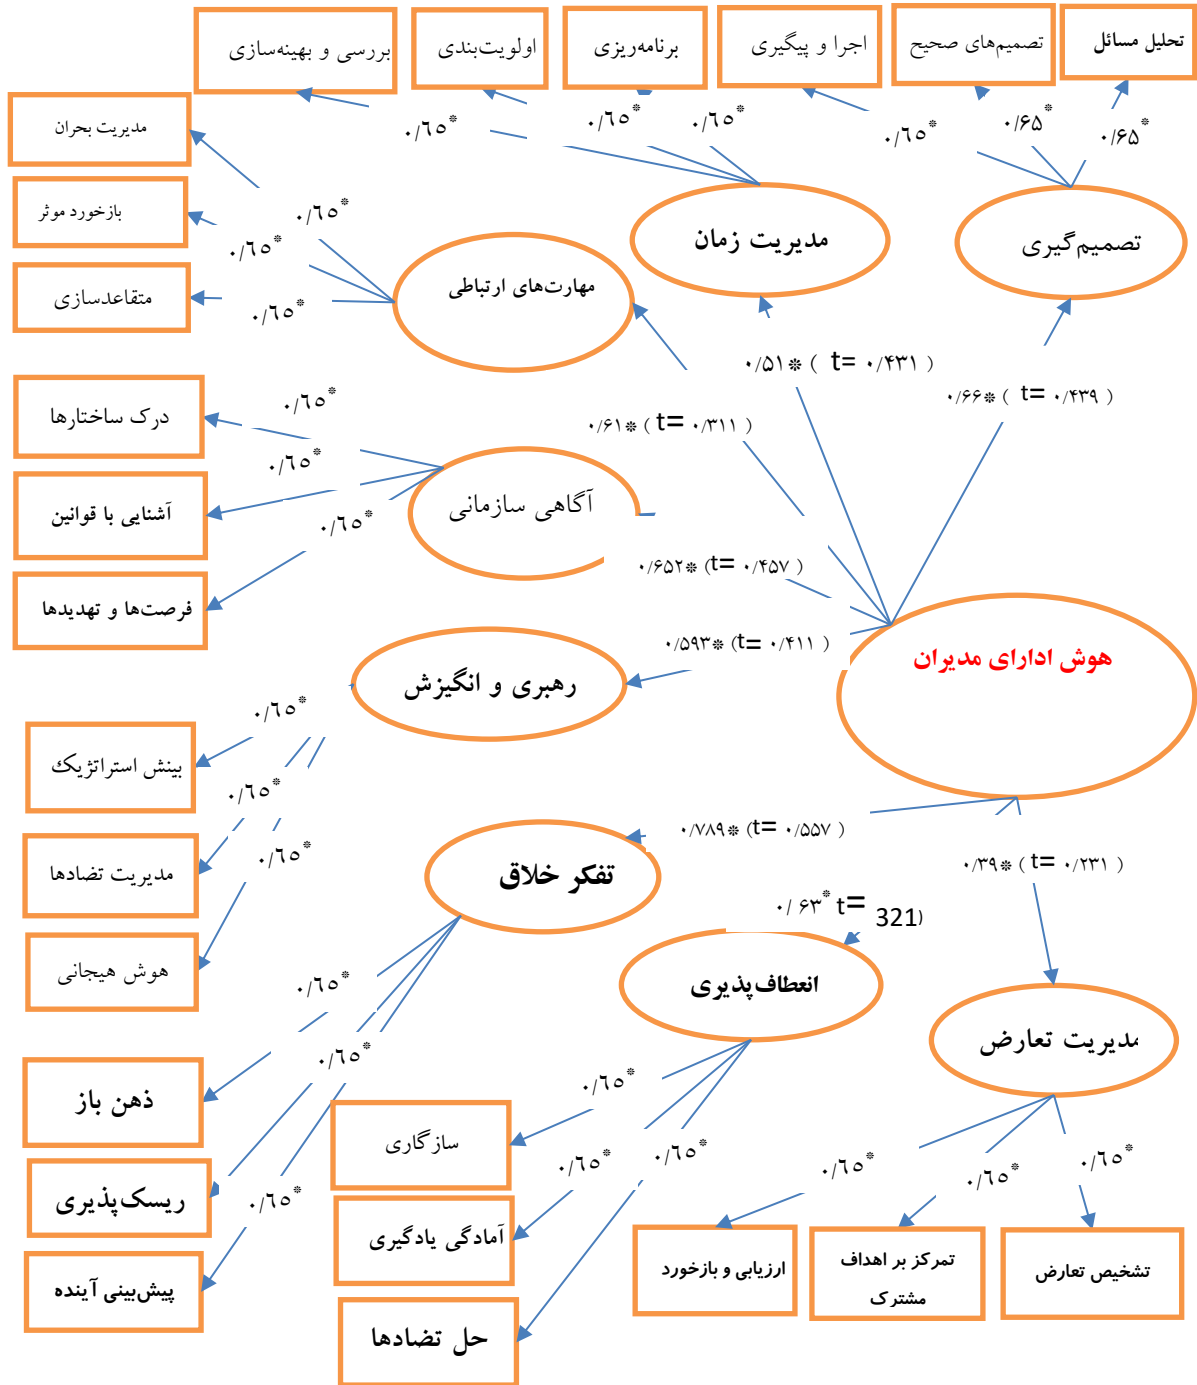 تحلیل مسائل
تصمیم‌های صحیح
اجرا و پیگیری
برنامه‌ریزی
اولویت‌بندی
بررسی و بهینه‌سازی
۰/۶۵*
۰/۶۵*
۰/٦٥*
۰/٦٥*
۰/٦٥*
۰/٦٥*
مدیریت بحران
بازخورد موثر
متقاعدسازی
۰/٦٥*
۰/٦٥*
۰/٦٥*
تصمیم‌گیری
مدیریت زمان
مهارت‌های ارتباطی
۰/۶۶* ( t= ۰/۴۳۹ )
۰/۵۱* ( t= ۰/۴۳۱ )
۰/۶۱* ( t= ۰/۳۱۱ )
درک ساختارها
آشنایی با قوانین
فرصت‌ها و تهدیدها
۰/٦٥*
۰/٦٥*
۰/٦٥*
آگاهی سازمانی
۰/۶۵۲* (t= ۰/۴۵۷ )
۰/۵۹۳* (t= ۰/۴۱۱ )
هوش ادارای مدیران
رهبری و انگیزش
۰/٦٥*
۰/٦٥*
۰/٦٥*
بینش استراتژیک
مدیریت تضادها
هوش هیجانی
۰/۷۸۹* (t= ۰/۵۵۷ )
۰/۳۹* ( t= ۰/۲۳۱ )
۰/ ۶۳* t=
321)
تفکر خلاق
انعطاف‌پذیری
مدیریت تعارض
۰/٦٥*
۰/٦٥*
۰/٦٥*
ذهن باز
ریسک‌پذیری
پیش‌بینی آینده
۰/٦٥*
۰/٦٥*
۰/٦٥*
سازگاری
آمادگی یادگیری
حل تضادها
۰/٦٥*
۰/٦٥*
۰/٦٥*
تشخیص تعارض
تمرکز بر اهداف
مشترک
ارزیابی و بازخورد